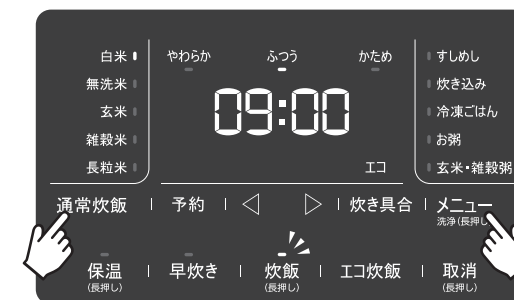 白米 やわらか ふつう かため すしめし
無洗米 炊き込み
玄米 09:00 冷凍ごはん
雑穀米 お粥
長粒米 エコ 玄米・雑穀粥
通常炊飯 予約 炊き具合 メニュー
洗浄(長押し
保温 早炊き 炊飯 エコ炊飯 取消
(長押し) (長押し) (長押し)